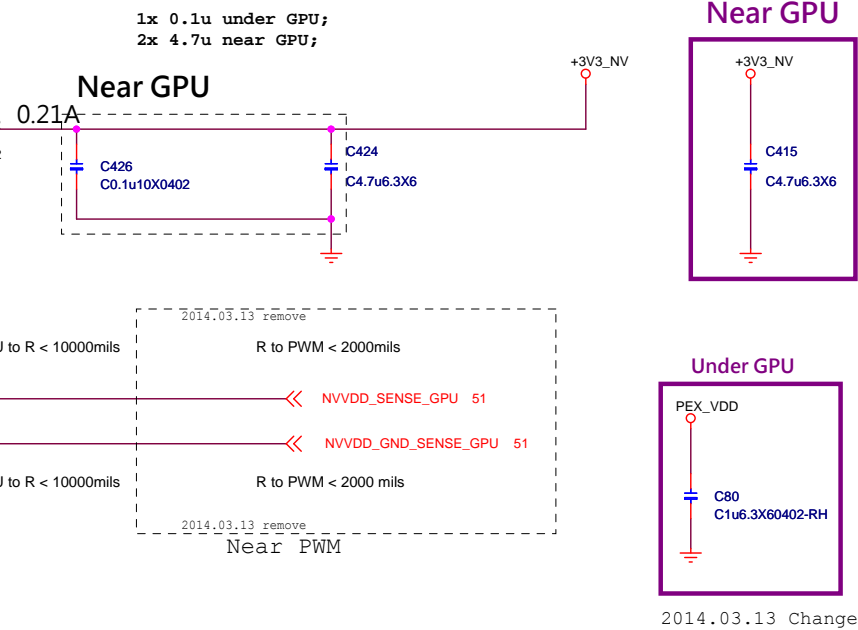 1x 0.1u under GPU;
2x 4.7u near GPU;
Near GPU
+3V3_NV
+3V3_NV
Near GPU
0.21A
C426
C0.1u10X0402
C424
C4.7u6.3X6
C415
C4.7u6.3X6
2014.03.13 remove
to R < 10000mils
R to PWM < 2000mils
NVVDD_SENSE_GPU 51
NVVDD_GND_SENSE_GPU 51
to R < 10000mils
R to PWM < 2000 mils
2014.03.13 remove
Near PWM
Under GPU
PEX_VDD
C80
C1u6.3X60402-RH
2014.03.13 Change